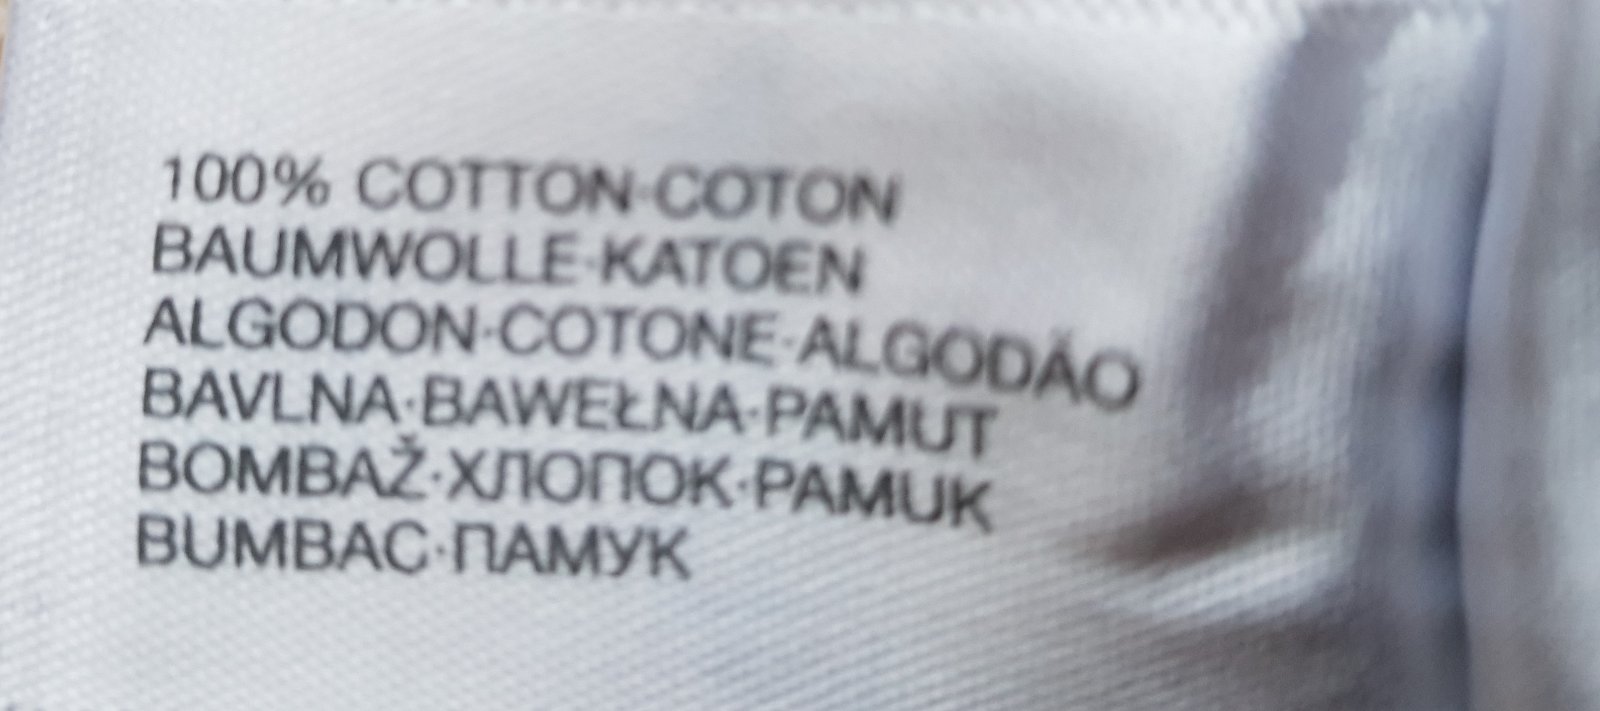 100% COTTON·COTON
BAUMWOLLE·KATOEN
ALGODON·COTONE·ALGODÃO
BAVLNA·BAWEŁNA·PAMUT
BOMBAŽ·ХЛОПОК·PAMUK
BUMBAC·ПАМУК